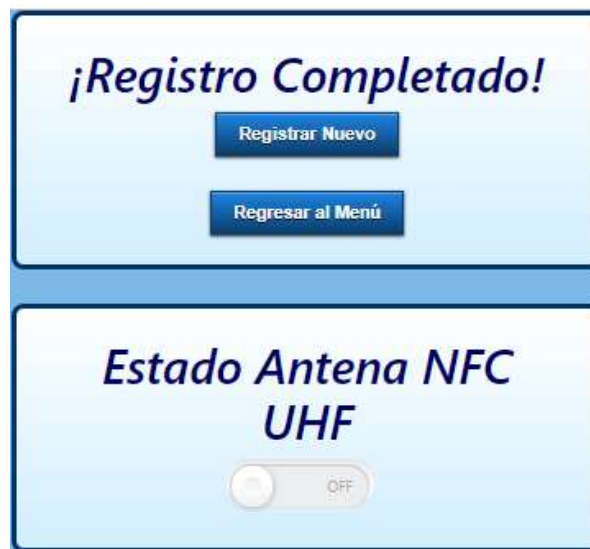 ¡Registro Completado!
Registrar Nuevo
Regresar al Menú
Estado Antena NFC
UHF
OFF